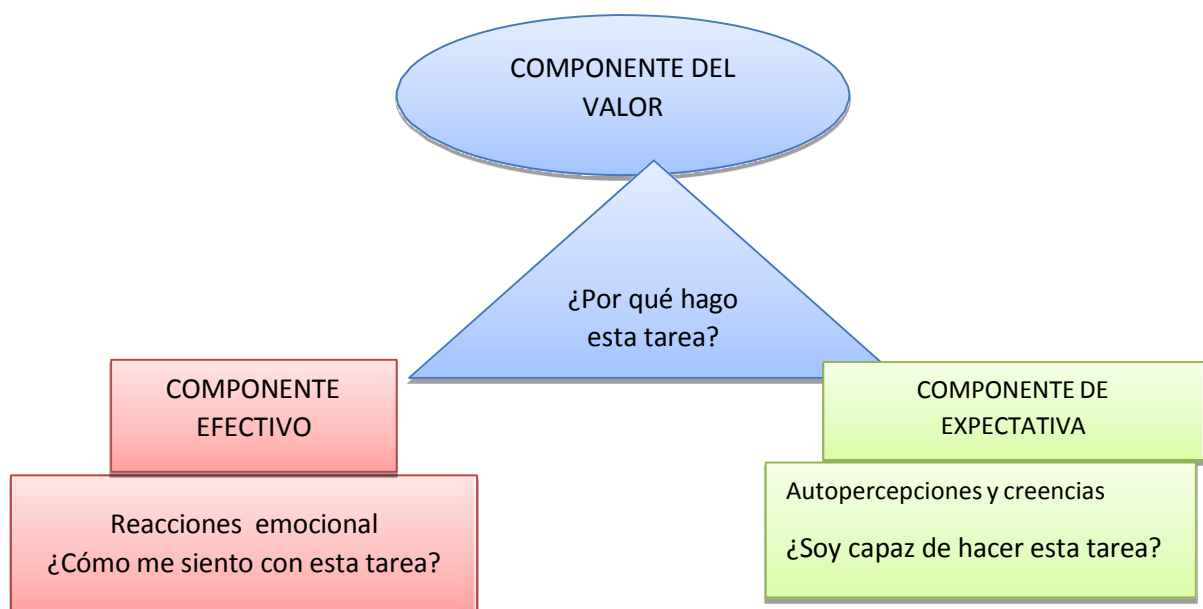 COMPONENTE DEL
VALOR
¿Por qué hago
esta tarea?
COMPONENTE
EFECTIVO
Reacciones emocional
¿Cómo me siento con esta tarea?
COMPONENTE DE
EXPECTATIVA
Autopercepciones y creencias
¿Soy capaz de hacer esta tarea?